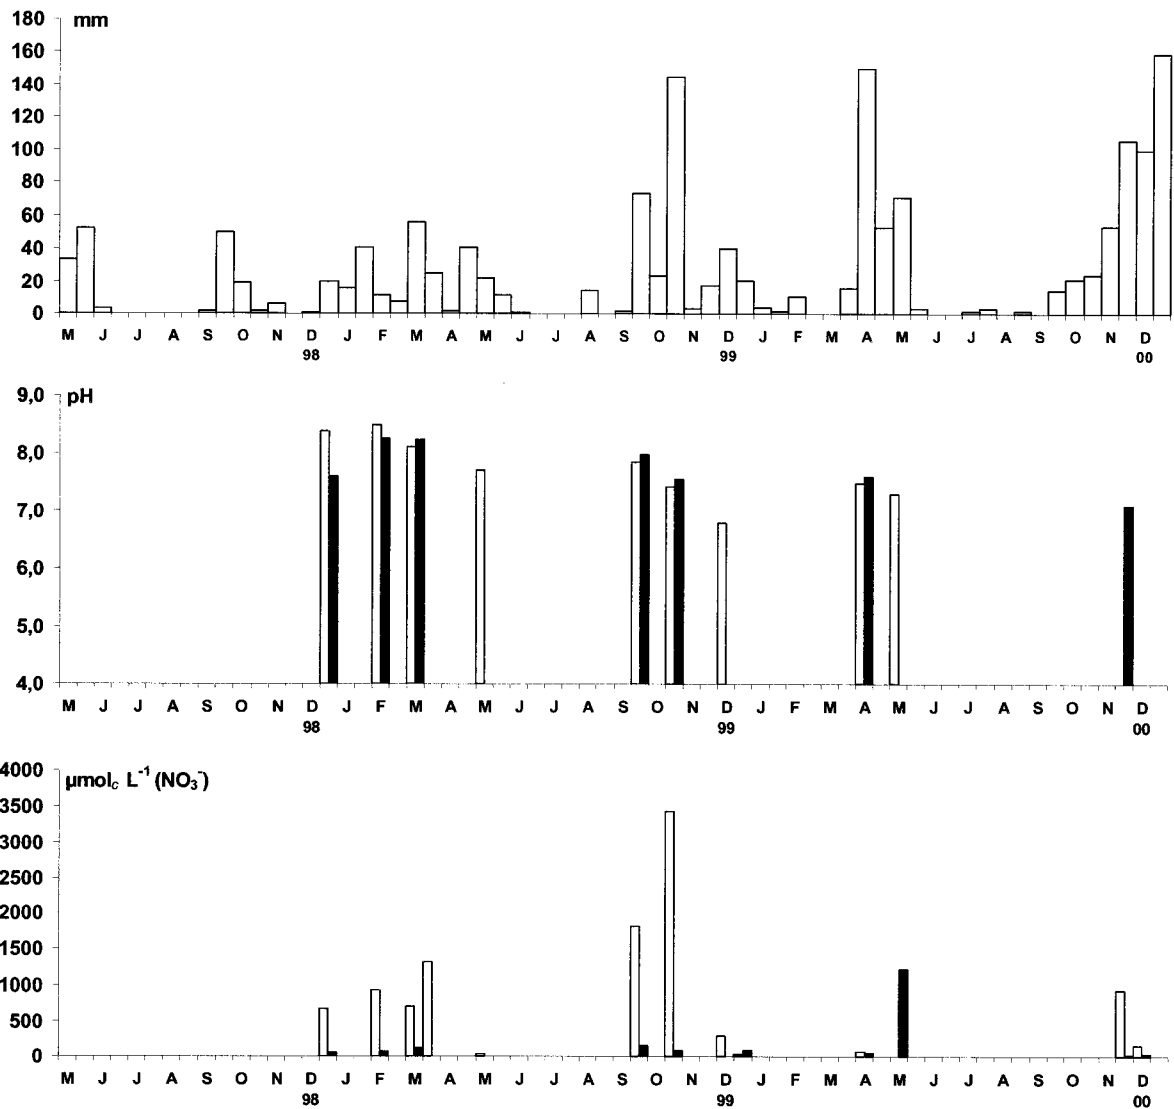 180 mm
160
140
120
100
80
60
40
20
0
M J J A S O N D J F M A M J J A S O N D J F M A M J J A S O N D
98 99 00
9,0 pH
8,0
7,0
6,0
5,0
4,0
M J J A S O N D J F M A M J J A S O N D J F M A M J J A S O N D
98 99 00
4000 µmolc L-1 (NO3-)
3500
3000
2500
2000
1500
1000
500
0
M J J A S O N D J F M A M J J A S O N D J F M A M J J A S O N D
98 99 00